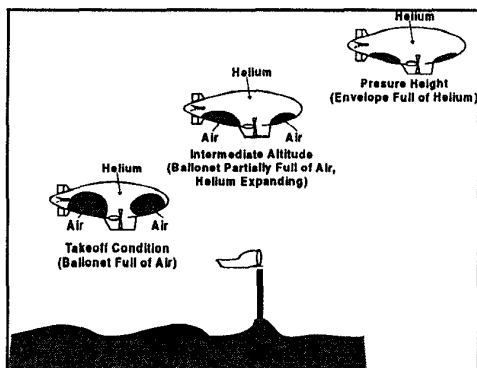 Helium
Presure Height
(Envelope Full of Helium)
Helium
Air
Air
Intermediate Altitude
(Ballonet Partially Full of Air,
Helium Expanding)
Helium
Air
Air
Takeoff Condition
(Ballonet Full of Air)